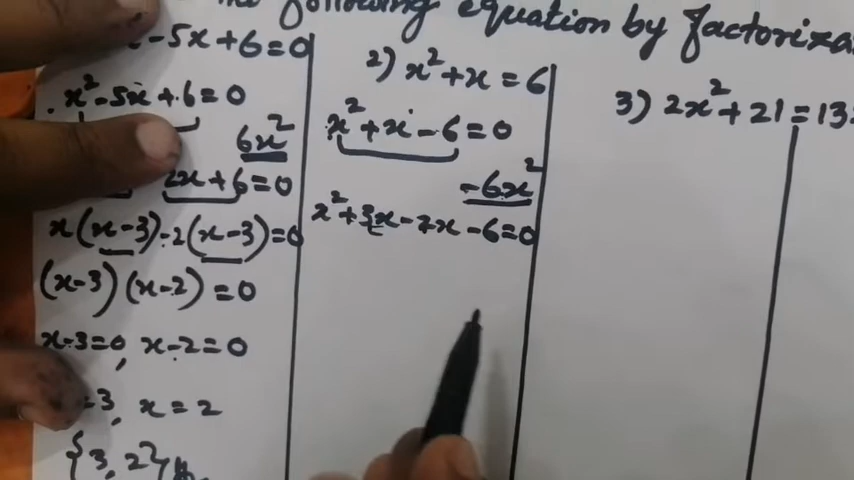 following equation by factoriza
- 5x + 6 = 0
x² - 5x + 6 = 0
6x²
2x + 6 = 0
x(x-3) - 2(x-3) = 0
(x-3)(x-2) = 0
x-3=0, x-2=0
=3, x = 2
{3, 2}
2) x² + x = 6
x² + x - 6 = 0
-6x²
x² + 3x - 2x - 6 = 0
3) 2x² + 21 = 13